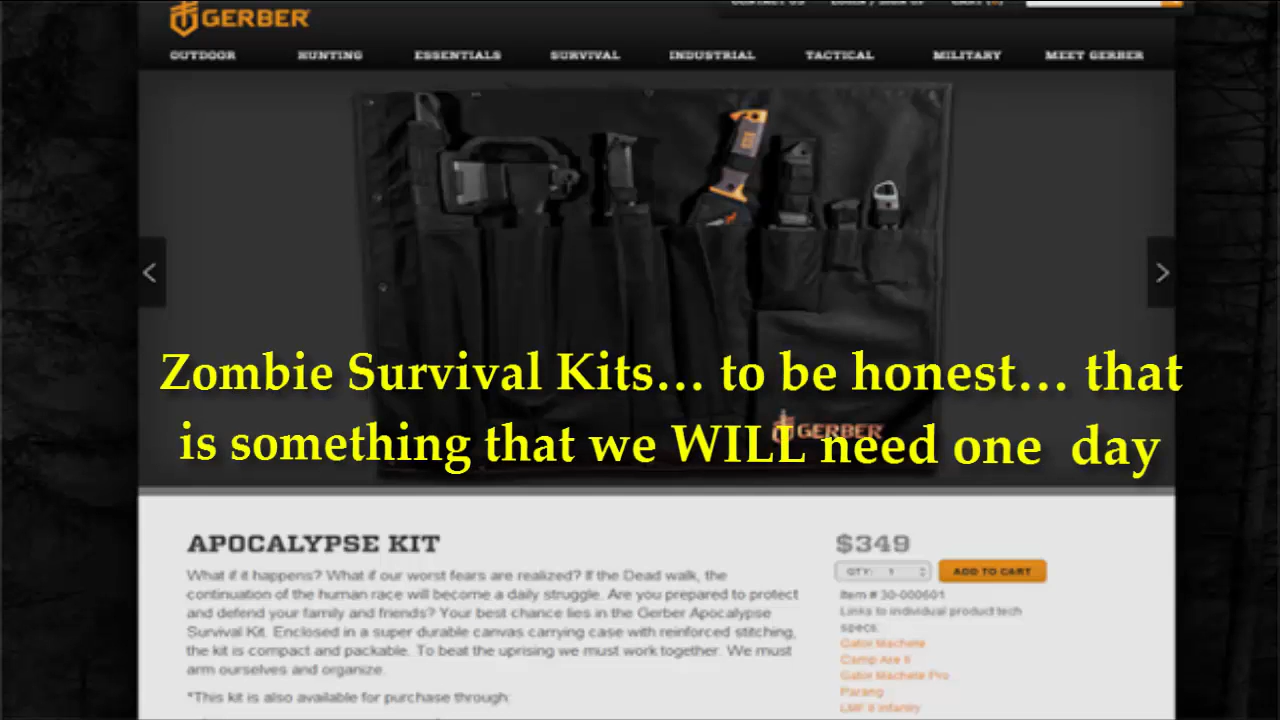 GERBER
OUTDOOR HUNTING ESSENTIALS SURVIVAL INDUSTRIAL TACTICAL MILITARY MEET GERBER
Zombie Survival Kits... to be honest... that
is something that we WILL need one day
GERBER
APOCALYPSE KIT
What if it happens? What if our worst fears are realized? If the Dead walk, the
continuation of the human race will become a daily struggle. Are you prepared to protect
and defend your family and friends? Your best chance lies in the Gerber Apocalypse
Survival Kit. Enclosed in a super durable canvas carrying case with reinforced stitching,
the kit is compact and packable. To beat the uprising we must work together. We must
arm ourselves and organize.
*This kit is also available for purchase through:
$349
QTY: 1 ADD TO CART
Item # 30-000601
Links to individual product tech
specs:
Gator Machete
Camp Axe II
Gator Machete Pro
Parang
LMF II Infantry